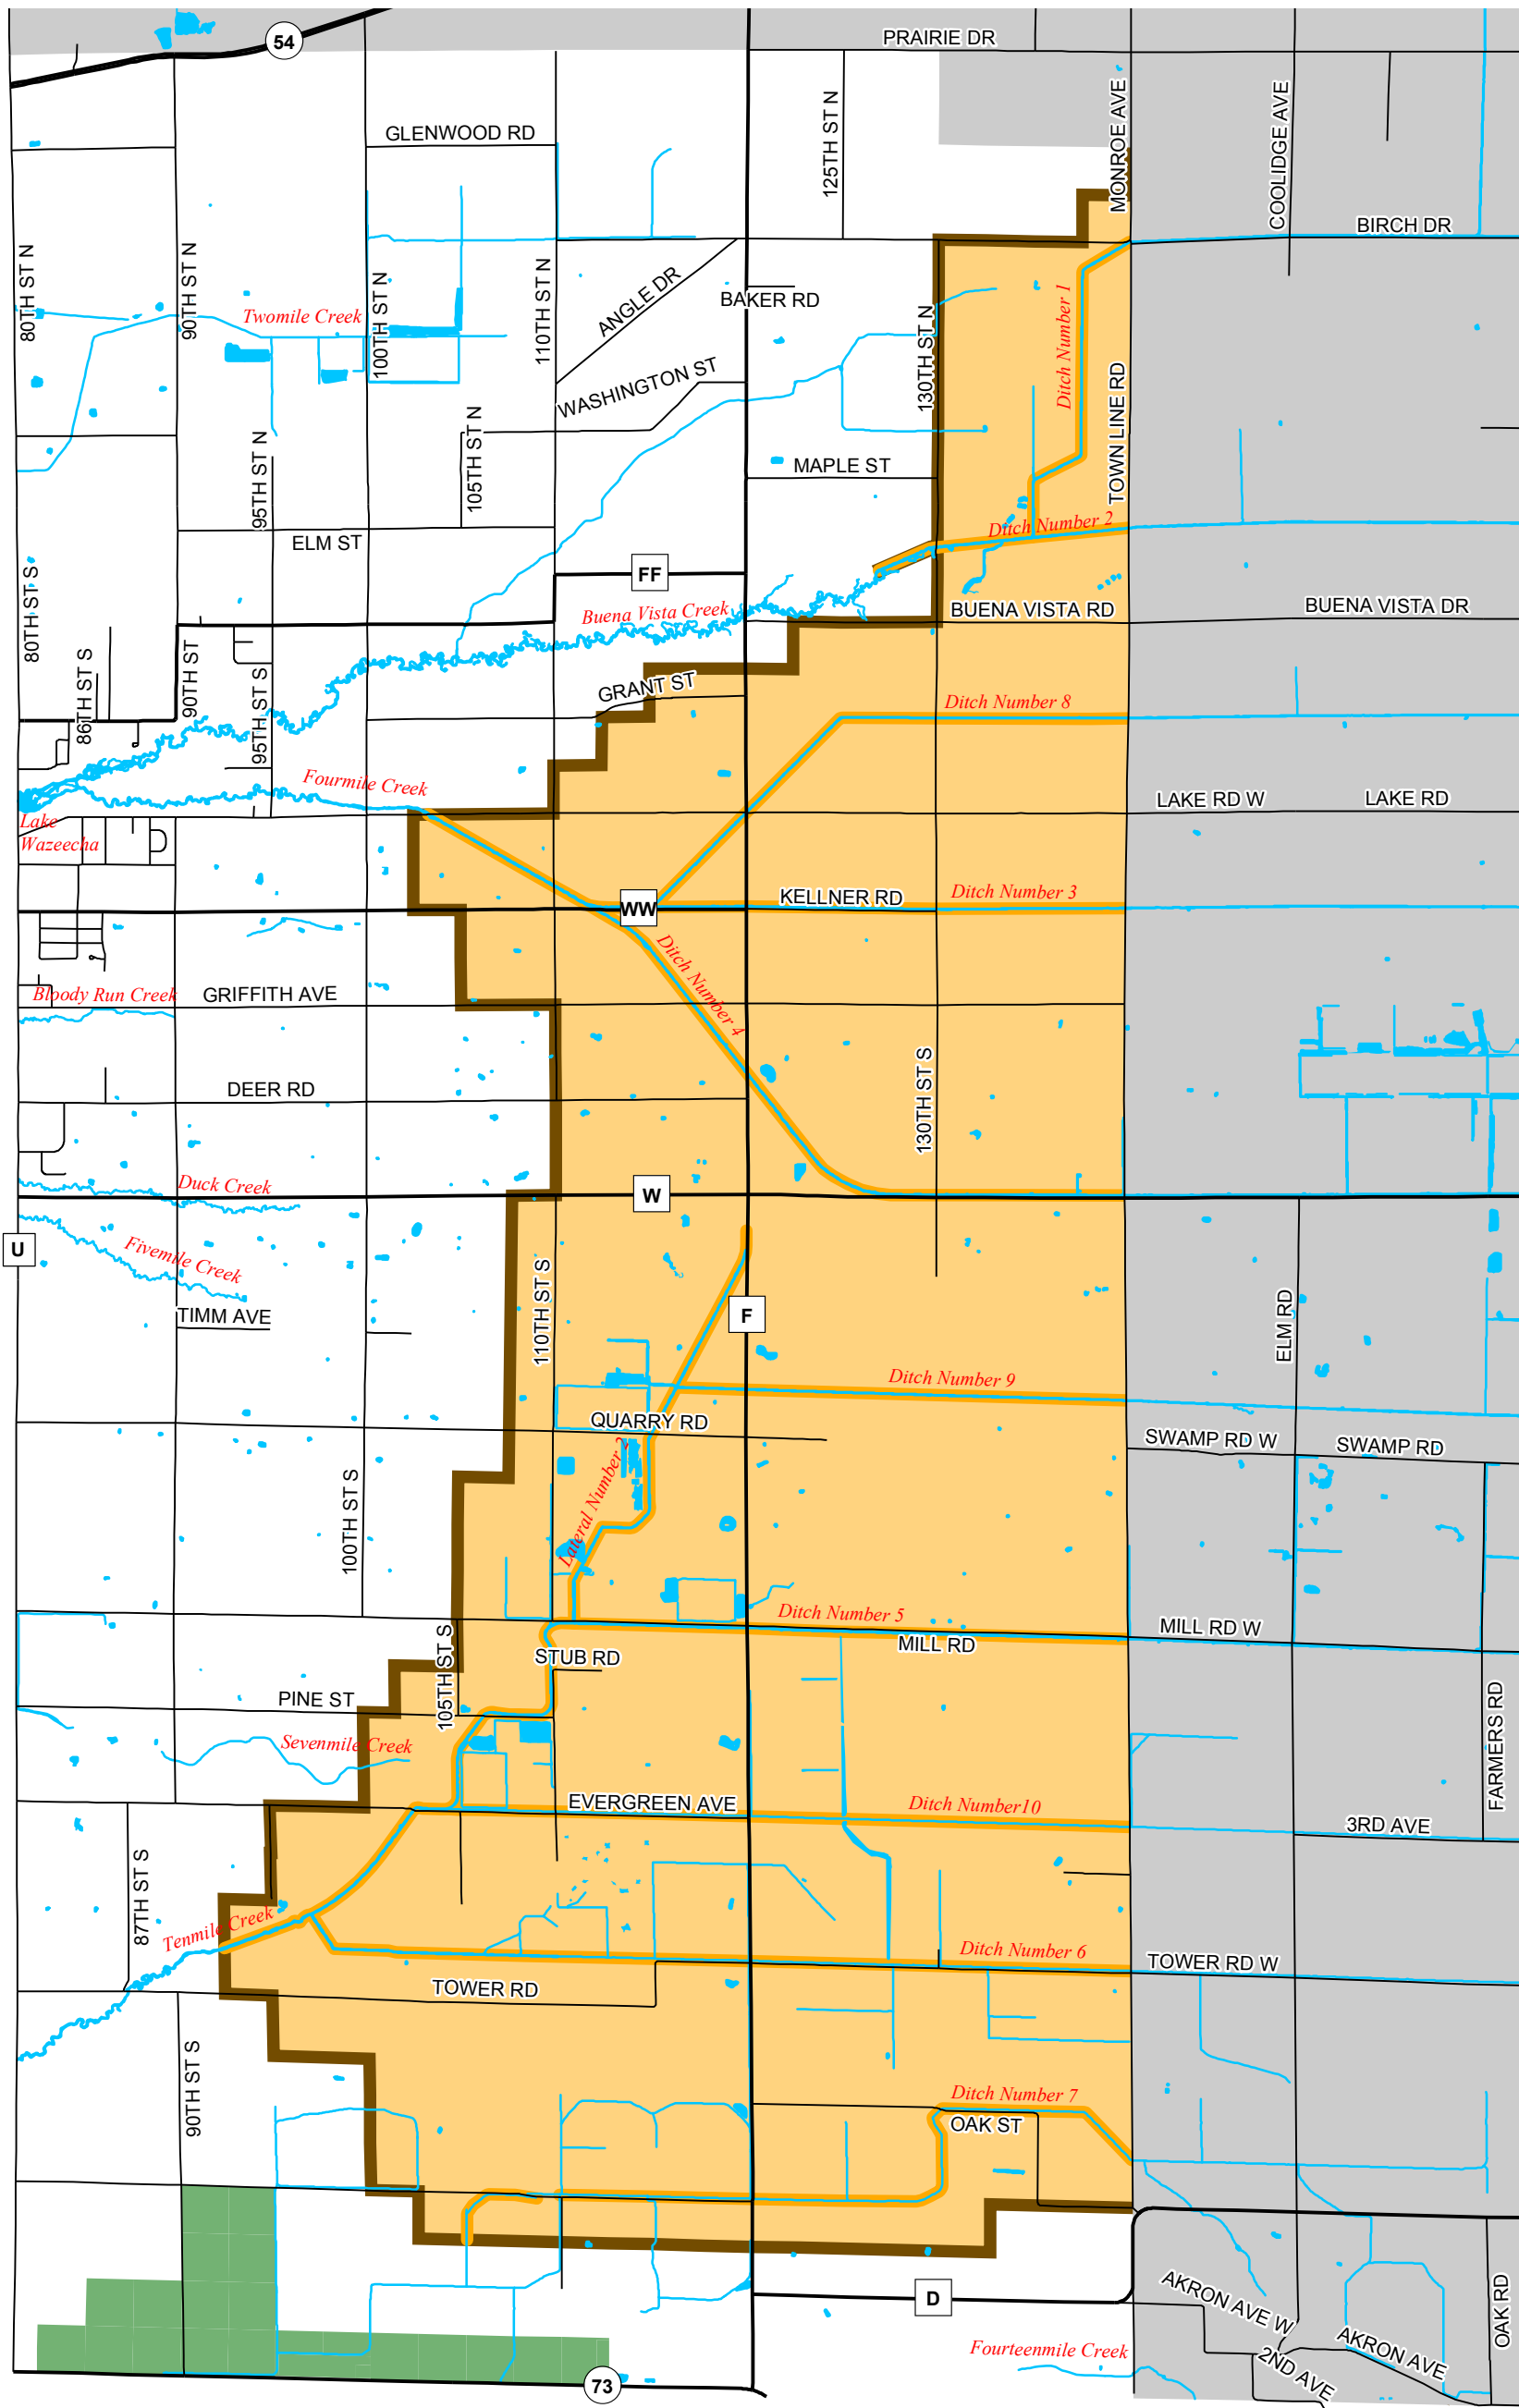 54
PRAIRIE DR
GLENWOOD RD
125TH ST N
MONROE AVE
COOLIDGE AVE
BIRCH DR
80TH ST N
90TH ST N
100TH ST N
110TH ST N
ANGLE DR
BAKER RD
130TH ST N
Ditch Number 1
Twomile Creek
WASHINGTON ST
TOWN LINE RD
95TH ST N
105TH ST N
MAPLE ST
ELM ST
Ditch Number 2
FF
80TH ST S
Buena Vista Creek
BUENA VISTA RD
BUENA VISTA DR
86TH ST S
90TH ST
95TH ST S
GRANT ST
Ditch Number 8
Fourmile Creek
LAKE RD W
LAKE RD
Lake
Wazeecha
WW
KELLNER RD
Ditch Number 3
Ditch Number 4
Bloody Run Creek
GRIFFITH AVE
DEER RD
130TH ST S
Duck Creek
W
U
Fivemile Creek
TIMM AVE
110TH ST S
F
ELM RD
Ditch Number 9
QUARRY RD
SWAMP RD W
SWAMP RD
100TH ST S
Lateral Number 2
Ditch Number 5
MILL RD
MILL RD W
105TH ST S
STUB RD
PINE ST
FARMERS RD
Sevenmile Creek
EVERGREEN AVE
Ditch Number10
3RD AVE
87TH ST S
Tenmile Creek
Ditch Number 6
TOWER RD W
TOWER RD
90TH ST S
Ditch Number 7
OAK ST
D
AKRON AVE W
OAK RD
AKRON AVE
2ND AVE
Fourteenmile Creek
73